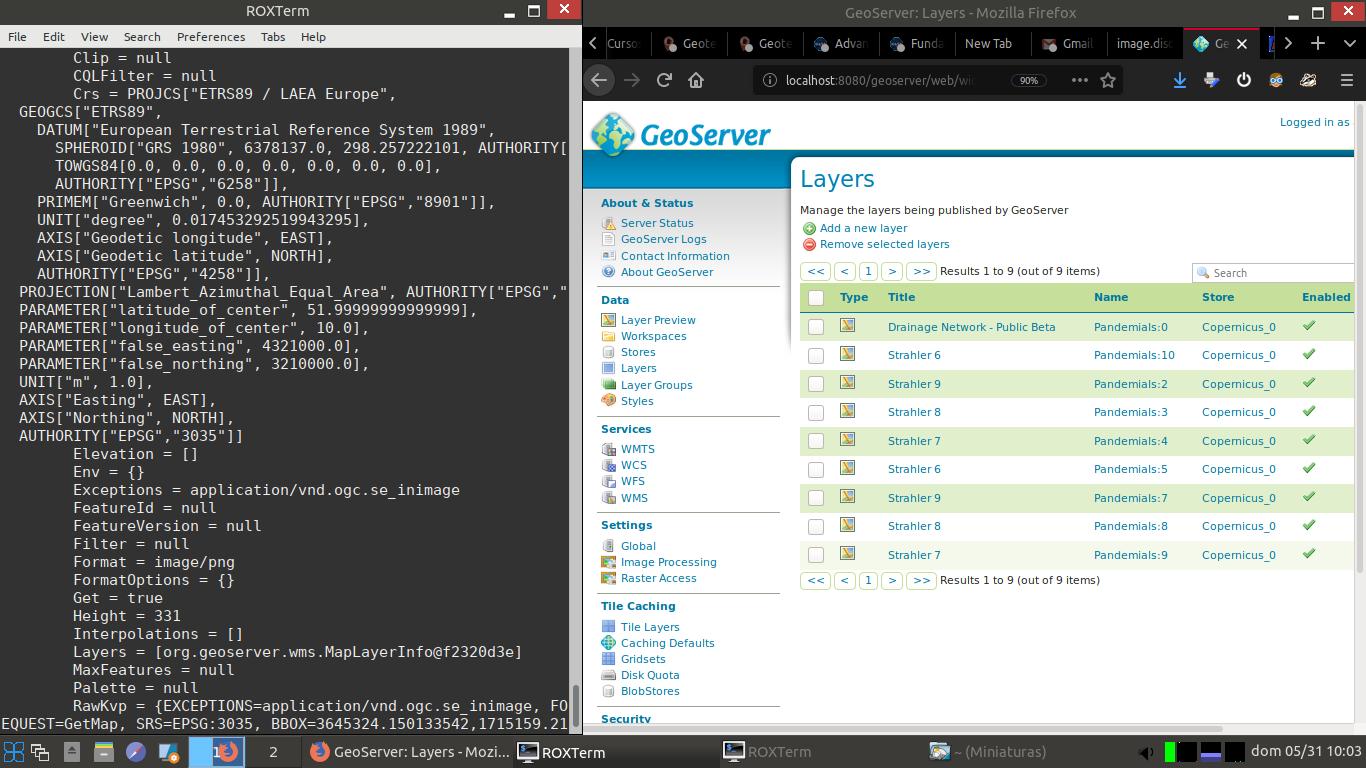 ROXTerm
File Edit View Search Preferences Tabs Help
Clip = null
CQLFilter = null
Crs = PROJCS["ETRS89 / LAEA Europe",
GEOGCS["ETRS89",
DATUM["European Terrestrial Reference System 1989",
SPHEROID["GRS 1980", 6378137.0, 298.257222101, AUTHORITY[
TOWGS84[0.0, 0.0, 0.0, 0.0, 0.0, 0.0, 0.0],
AUTHORITY["EPSG","6258"]],
PRIMEM["Greenwich", 0.0, AUTHORITY["EPSG","8901"]],
UNIT["degree", 0.017453292519943295],
AXIS["Geodetic longitude", EAST],
AXIS["Geodetic latitude", NORTH],
AUTHORITY["EPSG","4258"]],
PROJECTION["Lambert_Azimuthal_Equal_Area", AUTHORITY["EPSG","
PARAMETER["latitude_of_center", 51.99999999999999],
PARAMETER["longitude_of_center", 10.0],
PARAMETER["false_easting", 4321000.0],
PARAMETER["false_northing", 3210000.0],
UNIT["m", 1.0],
AXIS["Easting", EAST],
AXIS["Northing", NORTH],
AUTHORITY["EPSG","3035"]]
Elevation = []
Env = {}
Exceptions = application/vnd.ogc.se_inimage
FeatureId = null
FeatureVersion = null
Filter = null
Format = image/png
FormatOptions = {}
Get = true
Height = 331
Interpolations = []
Layers = [org.geoserver.wms.MapLayerInfo@f2320d3e]
MaxFeatures = null
Palette = null
RawKvp = {EXCEPTIONS=application/vnd.ogc.se_inimage, FO
EQUEST=GetMap, SRS=EPSG:3035, BBOX=3645324.150133542,1715159.21
GeoServer: Layers - Mozilla Firefox
Curso Geote Geote Advan Funda New Tab Gmail image.disc Ge
localhost:8080/geoserver/web/wi 90%
GeoServer
Logged in as
About & Status
Server Status
GeoServer Logs
Contact Information
About GeoServer
Data
Layer Preview
Workspaces
Stores
Layers
Layer Groups
Styles
Services
WMTS
WCS
WFS
WMS
Settings
Global
Image Processing
Raster Access
Tile Caching
Tile Layers
Caching Defaults
Gridsets
Disk Quota
BlobStores
Security
Layers
Manage the layers being published by GeoServer
Add a new layer
Remove selected layers
<< < 1 > >> Results 1 to 9 (out of 9 items) Search
Type Title Name Store Enabled
Drainage Network - Public Beta Pandemials:0 Copernicus_0
Strahler 6 Pandemials:10 Copernicus_0
Strahler 9 Pandemials:2 Copernicus_0
Strahler 8 Pandemials:3 Copernicus_0
Strahler 7 Pandemials:4 Copernicus_0
Strahler 6 Pandemials:5 Copernicus_0
Strahler 9 Pandemials:7 Copernicus_0
Strahler 8 Pandemials:8 Copernicus_0
Strahler 7 Pandemials:9 Copernicus_0
<< < 1 > >> Results 1 to 9 (out of 9 items)
1 2 GeoServer: Layers - Mozi... ROXTerm ROXTerm ~ (Miniaturas) dom 05/31 10:03